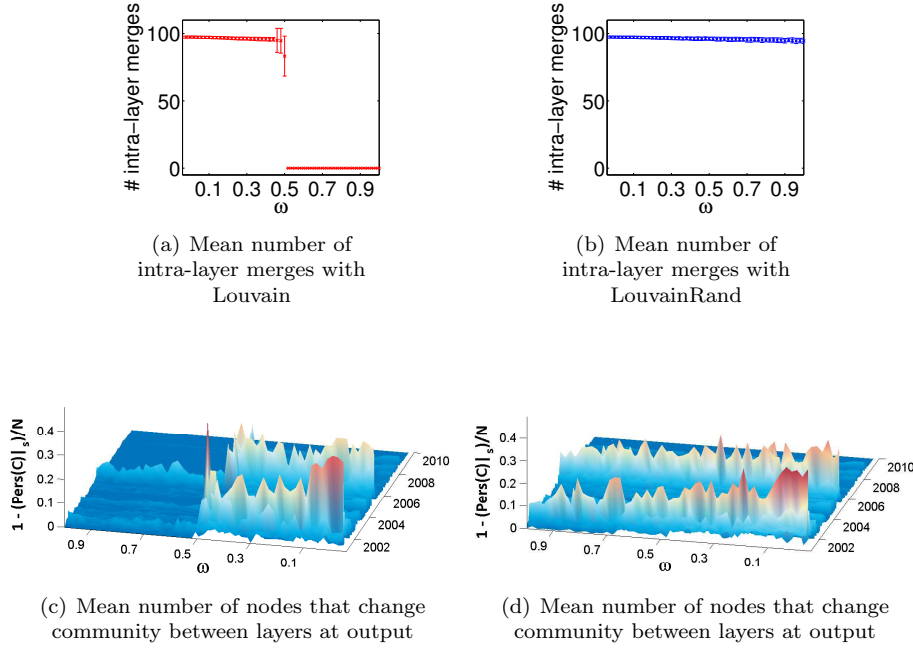 # intra-layer merges
100
50
0
0.1 0.3 0.5 0.7 0.9
ω
(a) Mean number of
intra-layer merges with
Louvain
# intra-layer merges
100
50
0
0.1 0.3 0.5 0.7 0.9
ω
(b) Mean number of
intra-layer merges with
LouvainRand
1 - (Pers(C)|s)/N
0.4
0.3
0.2
0.1
0
0.9 0.7 0.5 0.3 0.1
ω
2010
2008
2006
2004
2002
(c) Mean number of nodes that change
community between layers at output
1 - (Pers(C)|s)/N
0.4
0.3
0.2
0.1
0
0.9 0.7 0.5 0.3 0.1
ω
2010
2008
2006
2004
2002
(d) Mean number of nodes that change
community between layers at output